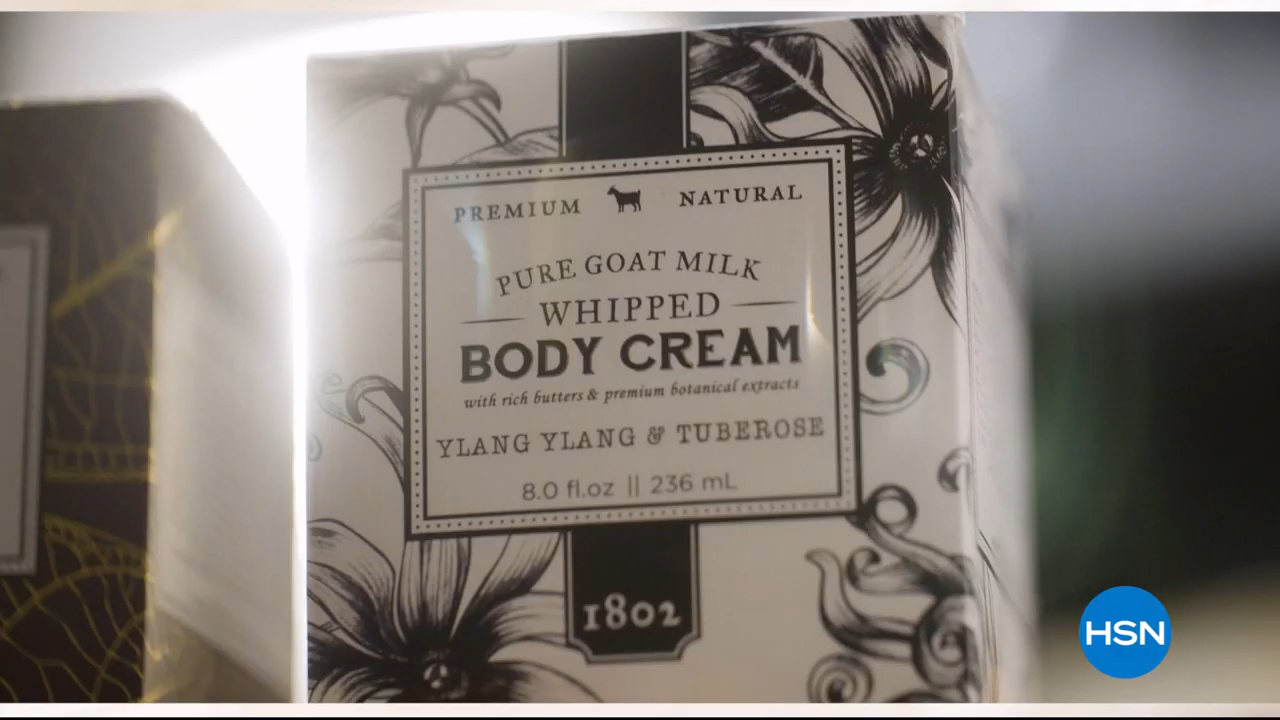 PREMIUM NATURAL
PURE GOAT MILK
WHIPPED
BODY CREAM
with rich butters & premium botanical extracts
YLANG YLANG & TUBEROSE
8.0 fl.oz || 236 mL
1802
HSN